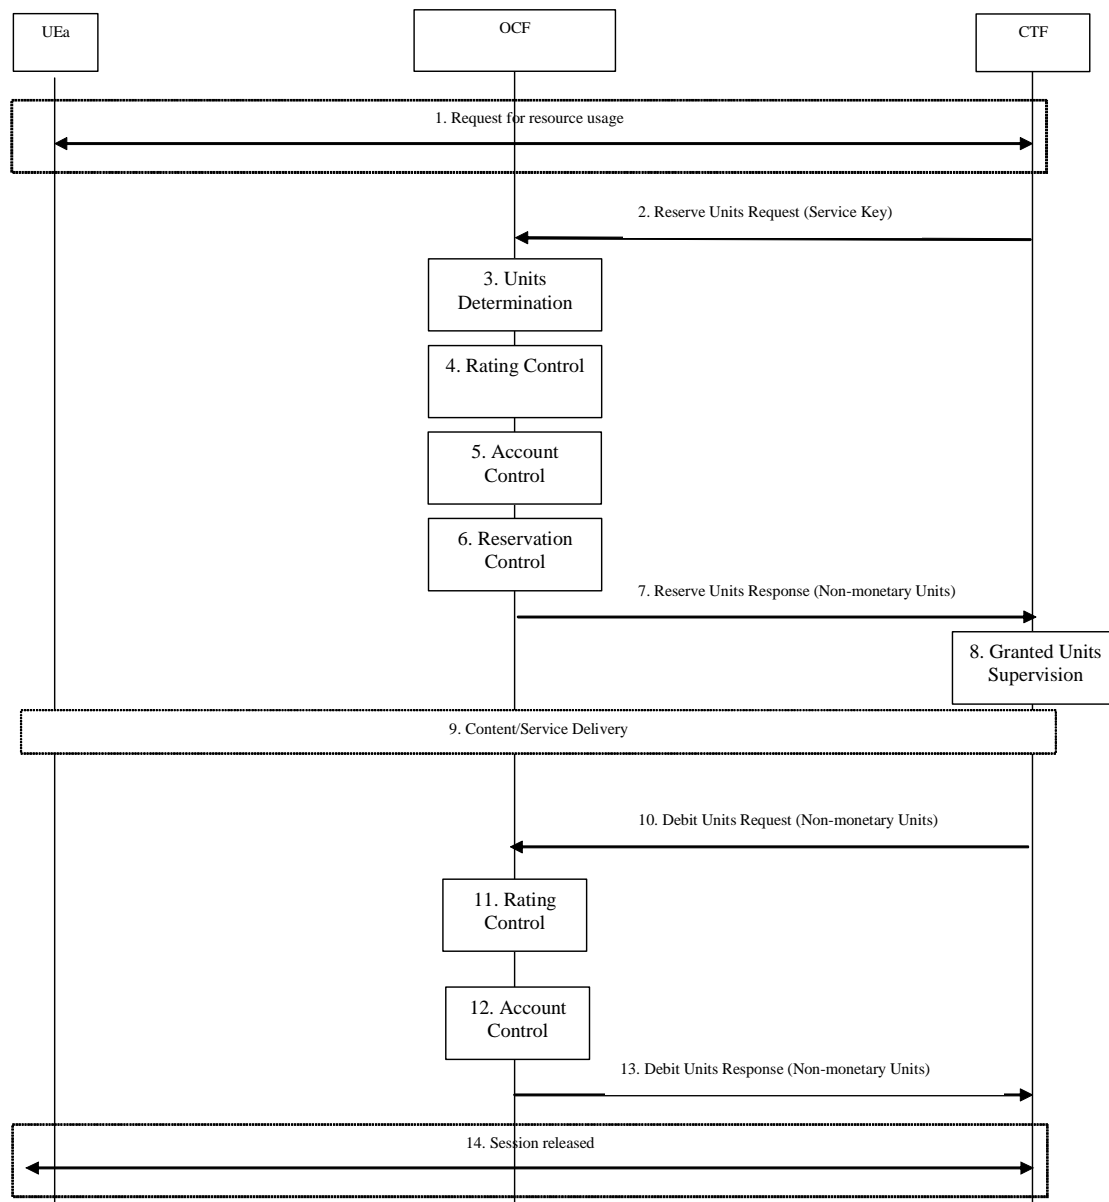 UEa
OCF
CTF
1. Request for resource usage
2. Reserve Units Request (Service Key)
3. Units
Determination
4. Rating Control
5. Account
Control
6. Reservation
Control
7. Reserve Units Response (Non-monetary Units)
8. Granted Units
Supervision
9. Content/Service Delivery
10. Debit Units Request (Non-monetary Units)
11. Rating
Control
12. Account
Control
13. Debit Units Response (Non-monetary Units)
14. Session released